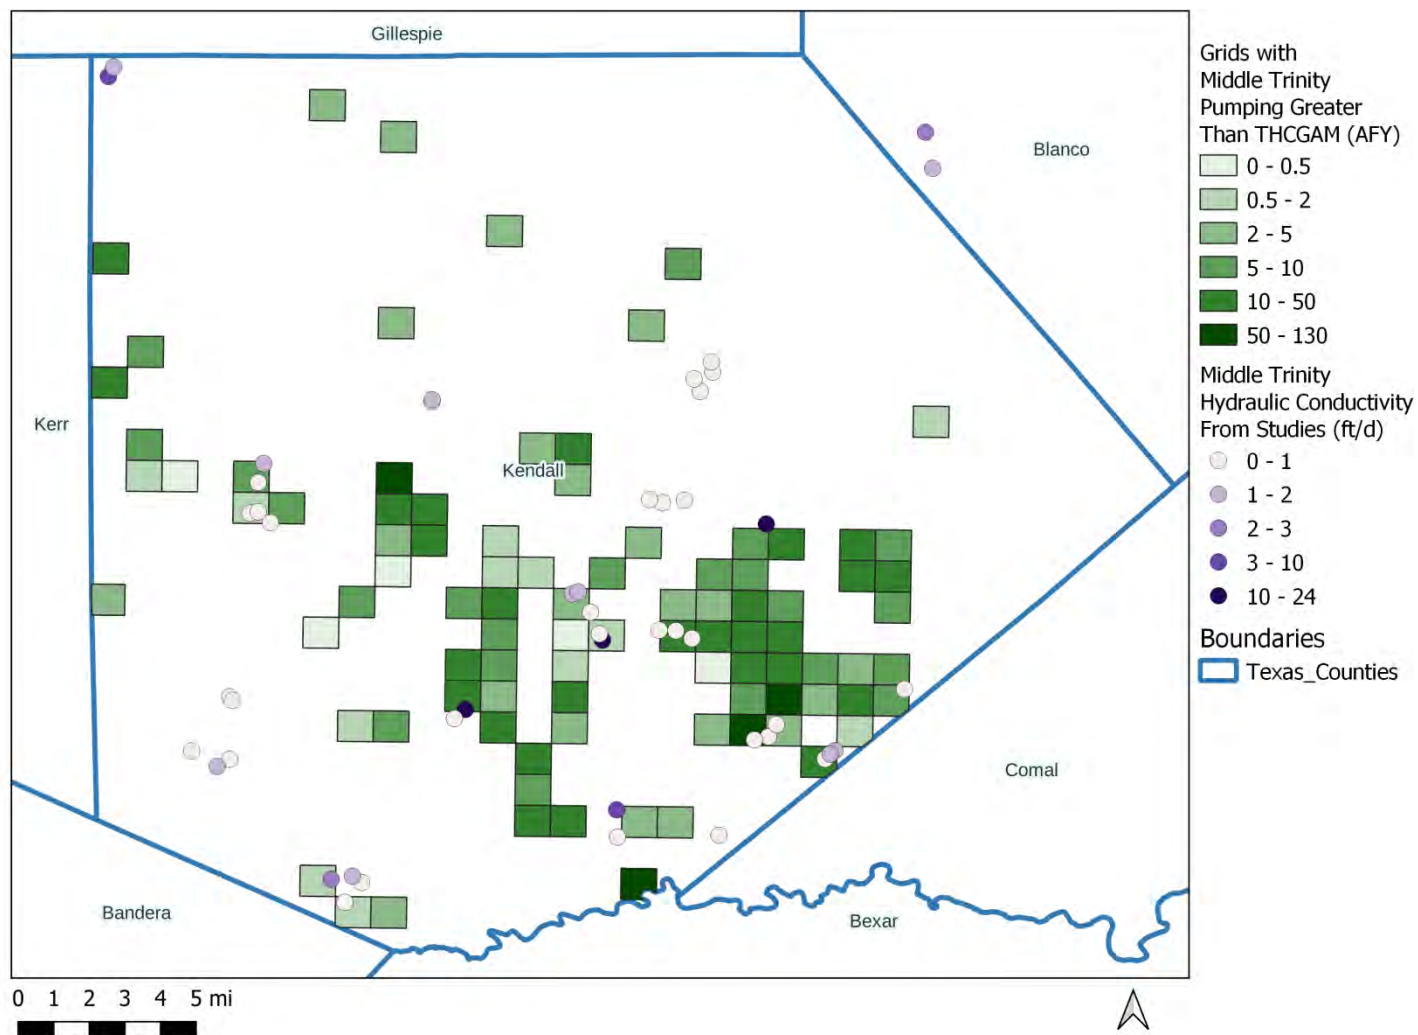 Gillespie
Blanco
Kerr
Kendall
Comal
Bandera
Bexar
Grids with
Middle Trinity
Pumping Greater
Than THCGAM (AFY)
0 - 0.5
0.5 - 2
2 - 5
5 - 10
10 - 50
50 - 130
Middle Trinity
Hydraulic Conductivity
From Studies (ft/d)
0 - 1
1 - 2
2 - 3
3 - 10
10 - 24
Boundaries
Texas_Counties
0 1 2 3 4 5 mi